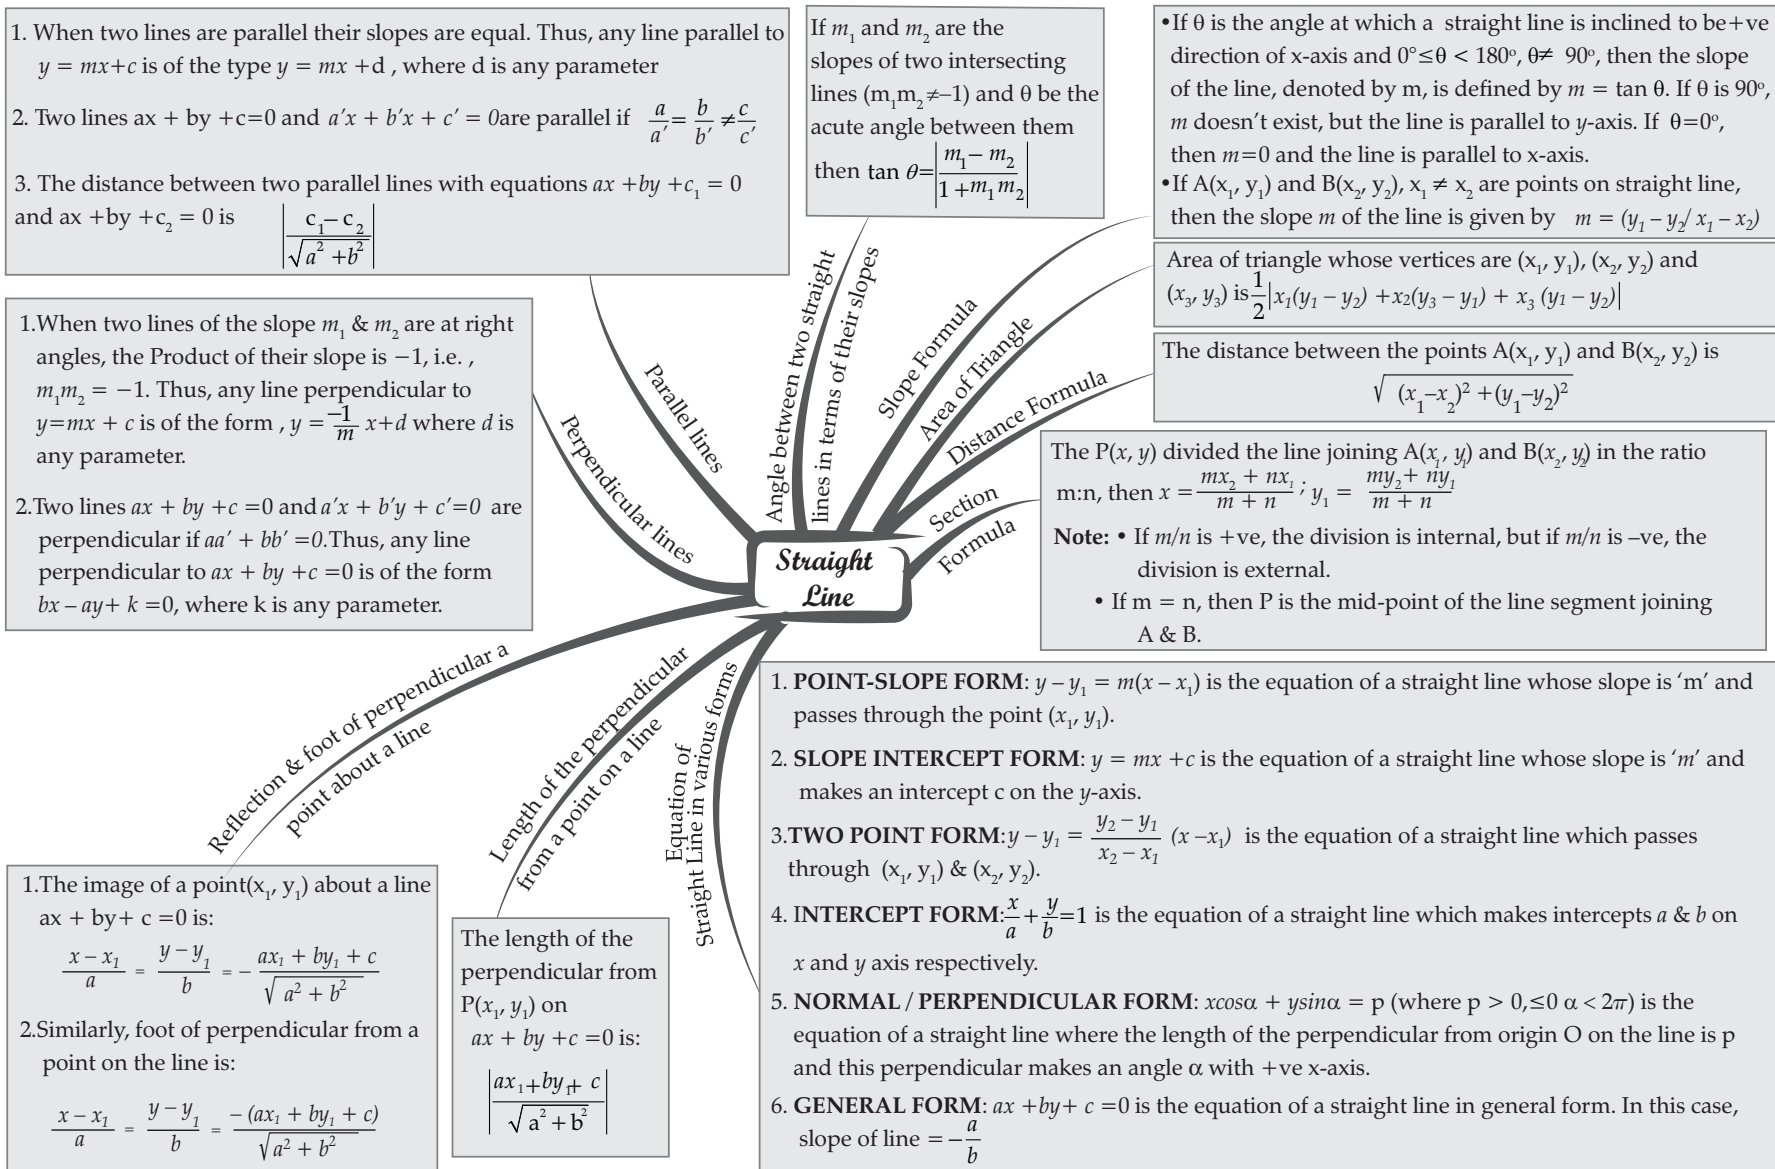 1. When two lines are parallel their slopes are equal. Thus, any line parallel to
y = mx+c is of the type y = mx +d , where d is any parameter
2. Two lines ax + by +c=0 and a′x + b′x + c′ = 0are parallel if a/a′ = b/b′ ≠ c/c′
3. The distance between two parallel lines with equations ax +by +c₁ = 0
and ax +by +c₂ = 0 is |(c₁ – c₂)/√(a² +b²)|
If m₁ and m₂ are the
slopes of two intersecting
lines (m₁m₂≠–1) and θ be the
acute angle between them
then tan θ=|(m₁ – m₂)/(1 +m₁ m₂)|
•If θ is the angle at which a straight line is inclined to be+ve
direction of x-axis and 0°≤θ < 180°, θ≠ 90°, then the slope
of the line, denoted by m, is defined by m = tan θ. If θ is 90°,
m doesn't exist, but the line is parallel to y-axis. If θ=0°,
then m=0 and the line is parallel to x-axis.
•If A(x₁, y₁) and B(x₂, y₂), x₁ ≠ x₂ are points on straight line,
then the slope m of the line is given by m = (y₁ – y₂/ x₁ – x₂)
Area of triangle whose vertices are (x₁, y₁), (x₂, y₂) and
(x₃, y₃) is 1/2 |x₁(y₁ – y₂) +x₂(y₃ – y₁) + x₃ (y₁ – y₂)|
The distance between the points A(x₁, y₁) and B(x₂, y₂) is
√((x₁–x₂)² +(y₁–y₂)²)
The P(x, y) divided the line joining A(x₁, y₁) and B(x₂, y₂) in the ratio
m:n, then x = (mx₂ + nx₁)/(m + n) ; y₁ = (my₂ + ny₁)/(m + n)
Note: • If m/n is +ve, the division is internal, but if m/n is –ve, the
division is external.
• If m = n, then P is the mid-point of the line segment joining
A & B.
1.When two lines of the slope m₁ & m₂ are at right
angles, the Product of their slope is −1, i.e. ,
m₁m₂ = −1. Thus, any line perpendicular to
y=mx + c is of the form , y = −1/m x+d where d is
any parameter.
2.Two lines ax + by +c =0 and a′x + b′y + c′=0 are
perpendicular if aa′ + bb′ =0.Thus, any line
perpendicular to ax + by +c =0 is of the form
bx – ay+ k =0, where k is any parameter.
Parallel lines
Perpendicular lines
Angle between two straight
lines in terms of their slopes
Slope Formula
Area of Triangle
Distance Formula
Section
Formula
Straight
Line
Reflection & foot of perpendicular a
point about a line
Length of the perpendicular
from a point on a line
Equation of
Straight Line in various forms
1.The image of a point(x₁, y₁) about a line
ax + by+ c =0 is:
(x – x₁)/a = (y – y₁)/b = - (ax₁ + by₁ + c)/√(a² + b²)
2.Similarly, foot of perpendicular from a
point on the line is:
(x – x₁)/a = (y – y₁)/b = – (ax₁ + by₁ + c)/√(a² + b²)
The length of the
perpendicular from
P(x₁, y₁) on
ax + by +c =0 is:
|(ax₁+by₁+ c)/√(a² + b²)|
1. POINT-SLOPE FORM: y – y₁ = m(x – x₁) is the equation of a straight line whose slope is ‘m’ and
passes through the point (x₁, y₁).
2. SLOPE INTERCEPT FORM: y = mx +c is the equation of a straight line whose slope is ‘m’ and
makes an intercept c on the y-axis.
3.TWO POINT FORM:y – y₁ = (y₂ – y₁)/(x₂ – x₁) (x –x₁) is the equation of a straight line which passes
through (x₁, y₁) & (x₂, y₂).
4. INTERCEPT FORM:x/a + y/b=1 is the equation of a straight line which makes intercepts a & b on
x and y axis respectively.
5. NORMAL / PERPENDICULAR FORM: xcosα + ysinα = p (where p > 0,≤0 α < 2π) is the
equation of a straight line where the length of the perpendicular from origin O on the line is p
and this perpendicular makes an angle α with +ve x-axis.
6. GENERAL FORM: ax +by+ c =0 is the equation of a straight line in general form. In this case,
slope of line = – a/b